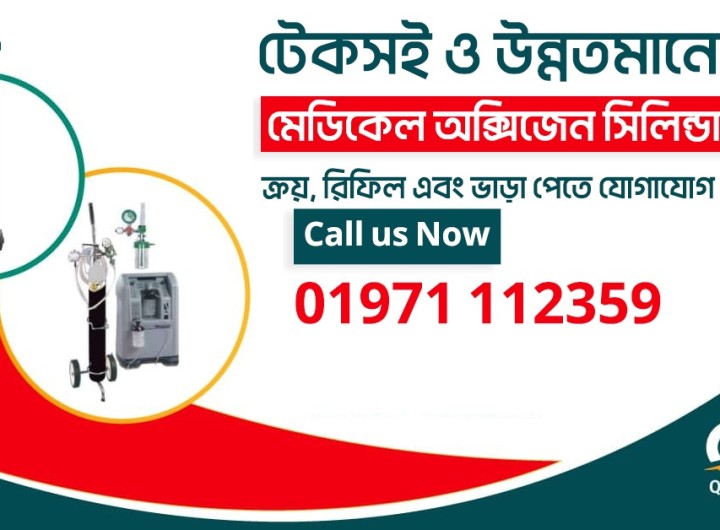 টেকসই ও উন্নতমানে
মেডিকেল অক্সিজেন সিলিন্ডা
ক্রয়, রিফিল এবং ভাড়া পেতে যোগাযোগ
Call us Now
01971 112359
Q